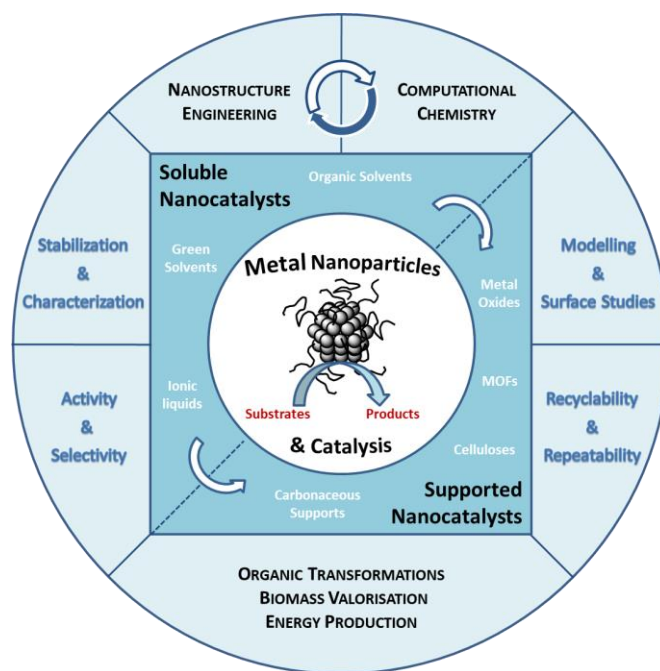 NANOSTRUCTURE
ENGINEERING
COMPUTATIONAL
CHEMISTRY
Soluble
Nanocatalysts
Organic Solvents
Green
Solvents
Stabilization
&
Characterization
Modelling
&
Surface Studies
Metal Nanoparticles
Metal
Oxides
Ionic
liquids
MOFs
Substrates
Products
Activity
&
Selectivity
Recyclability
&
Repeatability
& Catalysis
Celluloses
Carbonaceous
Supports
Supported
Nanocatalysts
ORGANIC TRANSFORMATIONS
BIOMASS VALORISATION
ENERGY PRODUCTION